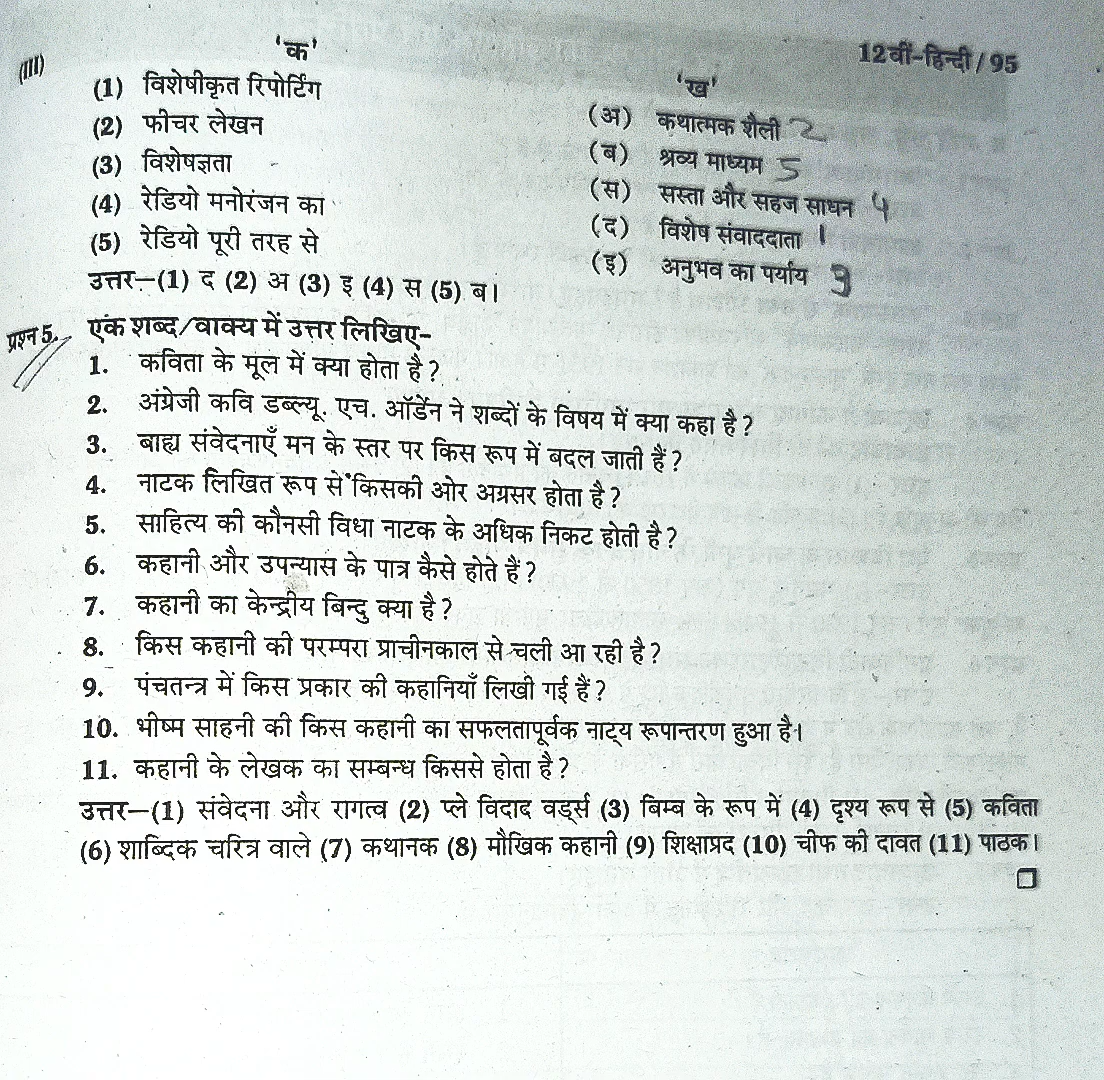 12वीं-हिन्दी/95
(III) 'क' 'ख'
(1) विशेषीकृत रिपोर्टिंग (अ) कथात्मक शैली 2
(2) फीचर लेखन (ब) श्रव्य माध्यम 5
(3) विशेषज्ञता (स) सस्ता और सहज साधन 4
(4) रेडियो मनोरंजन का (द) विशेष संवाददाता 1
(5) रेडियो पूरी तरह से (इ) अनुभव का पर्याय 3
उत्तर—(1) द (2) अ (3) इ (4) स (5) ब।
प्रश्न 5. एक शब्द/वाक्य में उत्तर लिखिए-
1. कविता के मूल में क्या होता है?
2. अंग्रेजी कवि डब्ल्यू. एच. ऑर्डेन ने शब्दों के विषय में क्या कहा है?
3. बाह्य संवेदनाएँ मन के स्तर पर किस रूप में बदल जाती हैं?
4. नाटक लिखित रूप से किसकी ओर अग्रसर होता है?
5. साहित्य की कौनसी विधा नाटक के अधिक निकट होती है?
6. कहानी और उपन्यास के पात्र कैसे होते हैं?
7. कहानी का केन्द्रीय बिन्दु क्या है?
8. किस कहानी की परम्परा प्राचीनकाल से चली आ रही है?
9. पंचतन्त्र में किस प्रकार की कहानियाँ लिखी गई हैं?
10. भीष्म साहनी की किस कहानी का सफलतापूर्वक नाट्य रूपान्तरण हुआ है।
11. कहानी के लेखक का सम्बन्ध किससे होता है?
उत्तर—(1) संवेदना और रागत्व (2) प्ले विदाद वर्ड्स (3) बिम्ब के रूप में (4) दृश्य रूप से (5) कविता
(6) शाब्दिक चरित्र वाले (7) कथानक (8) मौखिक कहानी (9) शिक्षाप्रद (10) चीफ की दावत (11) पाठक।